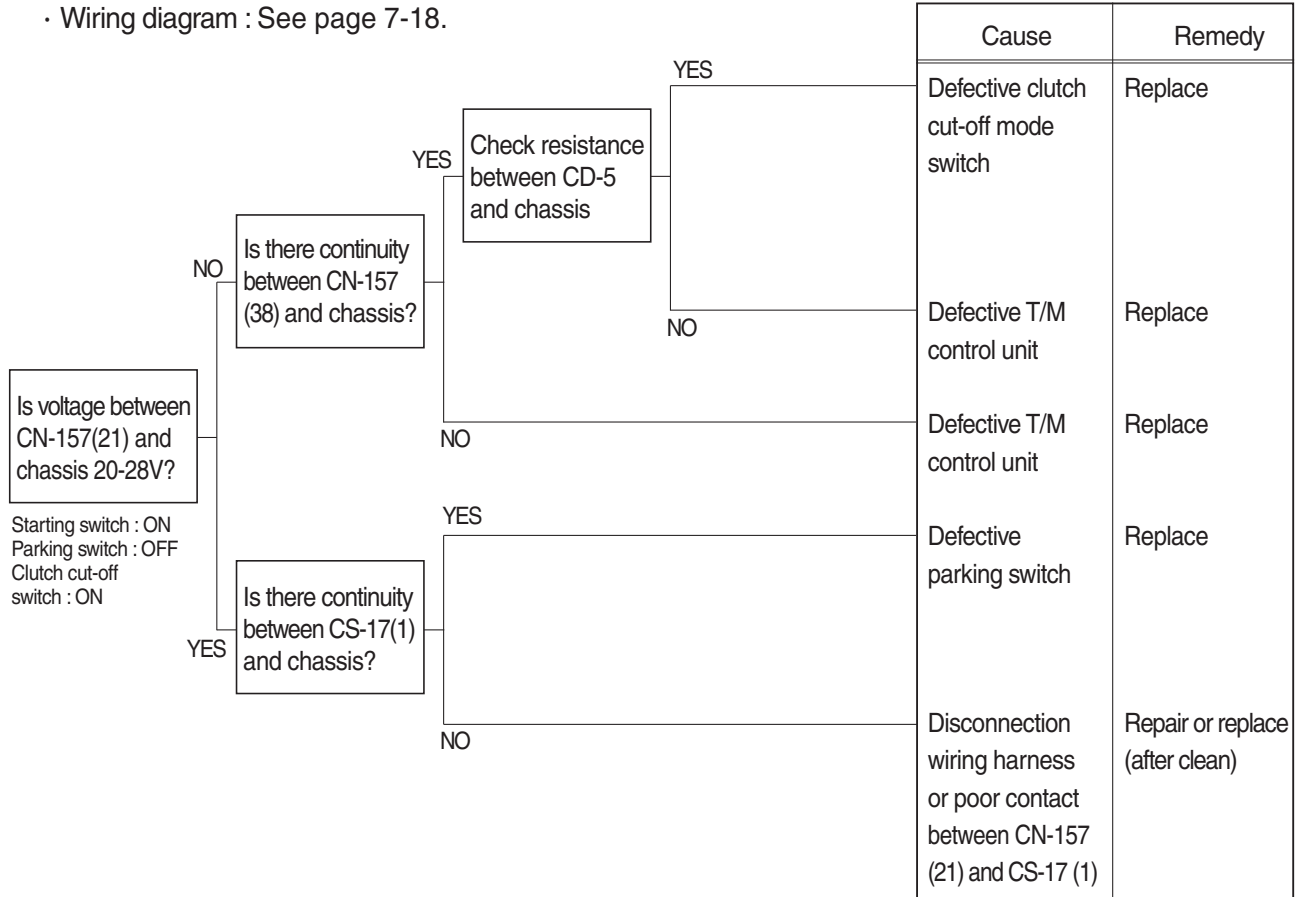 · Wiring diagram : See page 7-18.
Cause
Remedy
YES
Defective clutch
cut-off mode
switch
Replace
YES
Check resistance
between CD-5
and chassis
NO
Is there continuity
between CN-157
(38) and chassis?
NO
Defective T/M
control unit
Replace
Is voltage between
CN-157(21) and
chassis 20-28V?
NO
Defective T/M
control unit
Replace
Starting switch : ON
Parking switch : OFF
Clutch cut-off
switch : ON
YES
Defective
parking switch
Replace
YES
Is there continuity
between CS-17(1)
and chassis?
NO
Disconnection
wiring harness
or poor contact
between CN-157
(21) and CS-17 (1)
Repair or replace
(after clean)